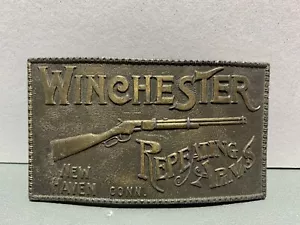 WINCHESTER
REPEATING
ARMS
NEW
HAVEN CONN.